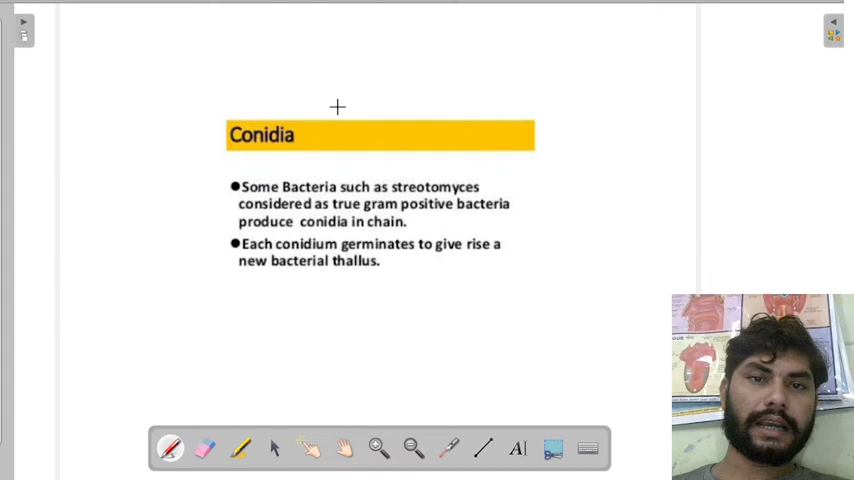 Conidia
●Some Bacteria such as streotomyces
considered as true gram positive bacteria
produce conidia in chain.
●Each conidium germinates to give rise a
new bacterial thallus.
A